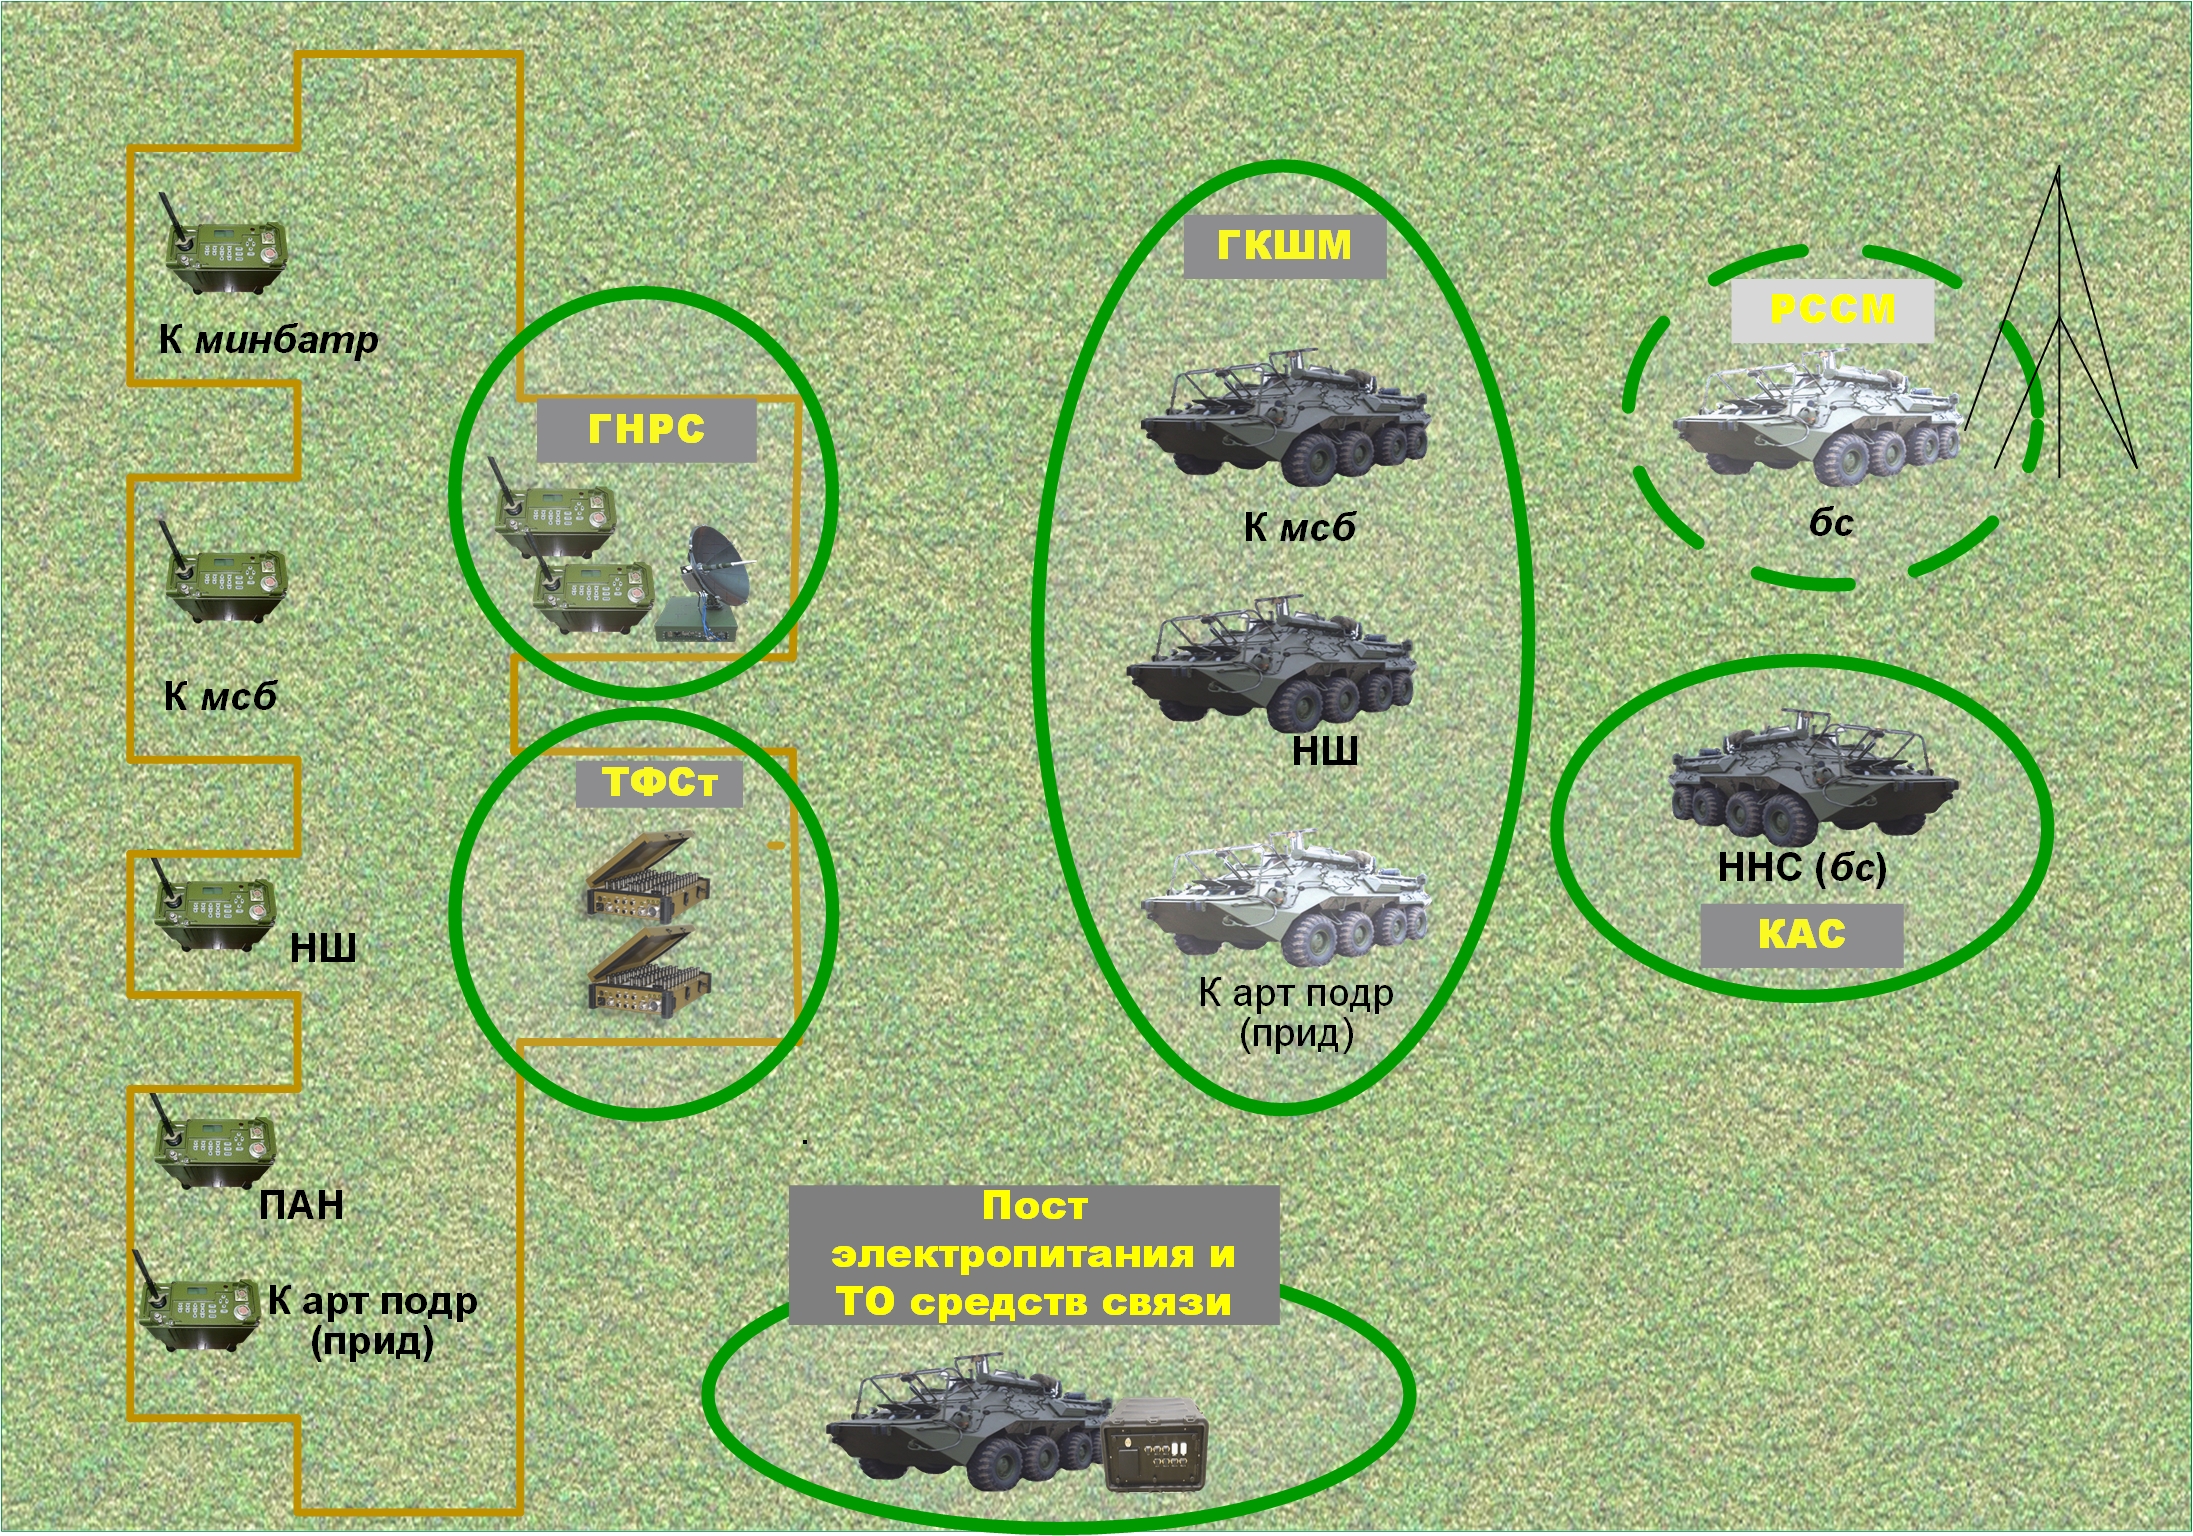 К минбатр
К мсб
НШ
ПАН
К арт подр
(прид)
ГНРС
ТФСт
ГКШМ
К мсб
НШ
К арт подр
(прид)
РССМ
бс
ННС (бс)
КАС
Пост
электропитания и
ТО средств связи